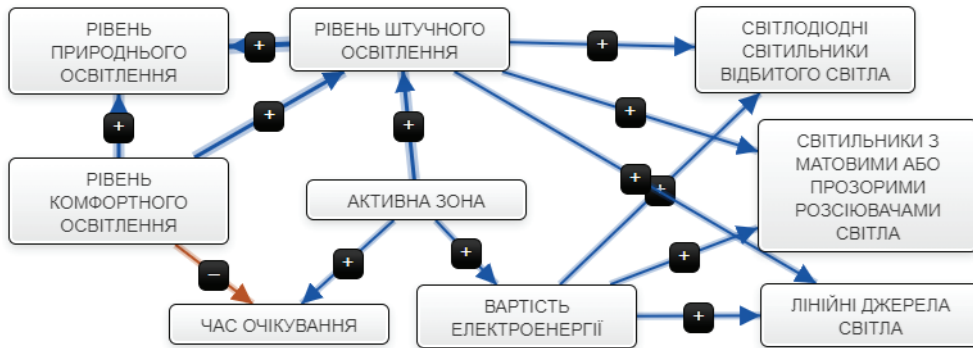 РІВЕНЬ
ПРИРОДНЬОГО
ОСВІТЛЕННЯ
+
РІВЕНЬ ШТУЧНОГО
ОСВІТЛЕННЯ
+
СВІТЛОДІОДНІ
СВІТИЛЬНИКИ
ВІДБИТОГО СВІТЛА
+
+
+
+
СВІТИЛЬНИКИ З
МАТОВИМИ АБО
ПРОЗОРИМИ
РОЗСІЮВАЧАМИ
СВІТЛА
РІВЕНЬ
КОМФОРТНОГО
ОСВІТЛЕННЯ
АКТИВНА ЗОНА
+
+
–
+
+
+
ЧАС ОЧІКУВАННЯ
ВАРТІСТЬ
ЕЛЕКТРОЕНЕРГІЇ
+
ЛІНІЙНІ ДЖЕРЕЛА
СВІТЛА